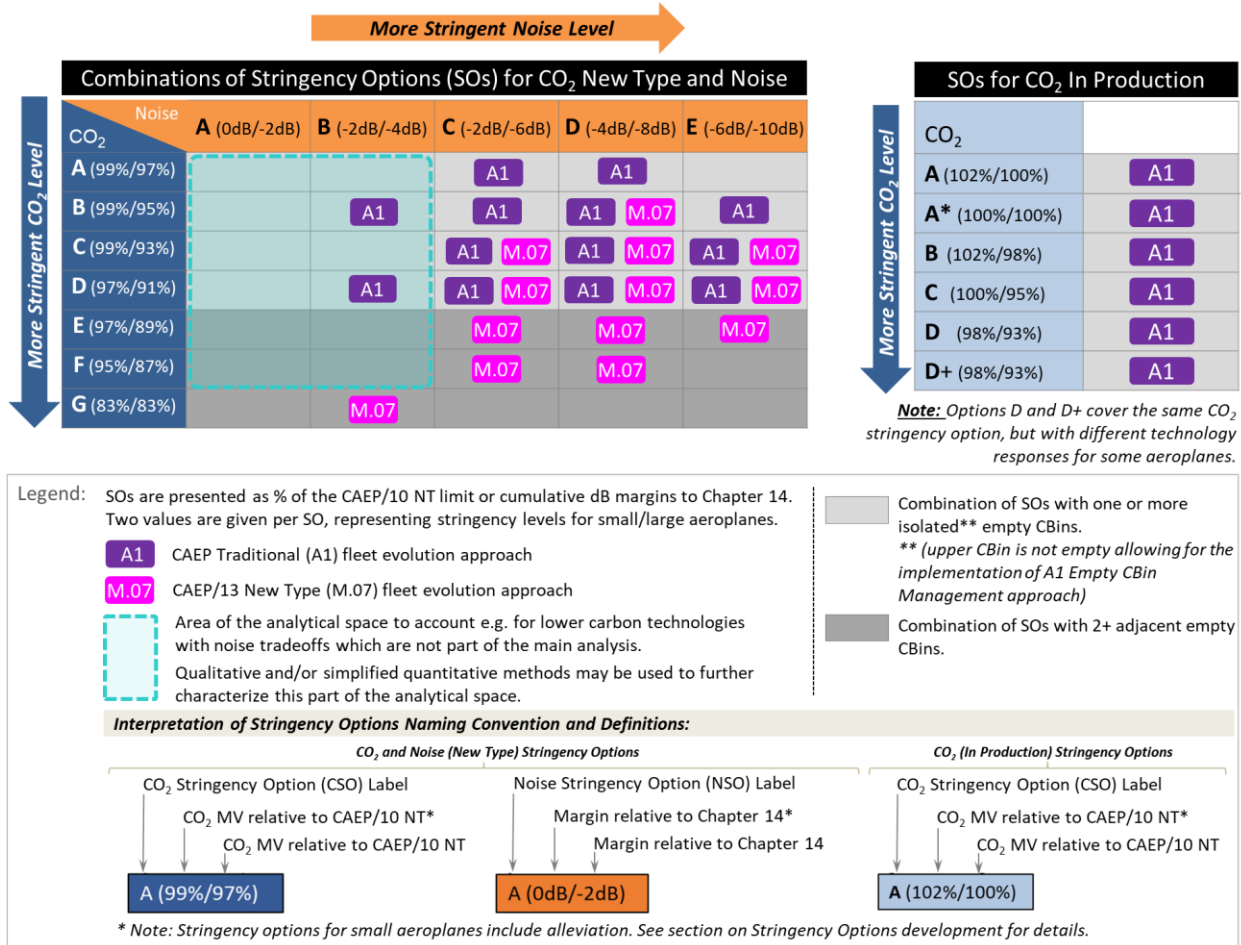 More Stringent Noise Level
Combinations of Stringency Options (SOs) for CO₂ New Type and Noise
More Stringent CO₂ Level
Noise
CO₂
A (0dB/-2dB)
B (-2dB/-4dB)
C (-2dB/-6dB)
D (-4dB/-8dB)
E (-6dB/-10dB)
A (99%/97%)
A1
A1
B (99%/95%)
A1
A1
A1 M.07
A1
C (99%/93%)
A1 M.07
A1 M.07
A1 M.07
D (97%/91%)
A1
A1 M.07
A1 M.07
A1 M.07
E (97%/89%)
M.07
M.07
M.07
F (95%/87%)
M.07
M.07
G (83%/83%)
M.07
SOs for CO₂ In Production
More Stringent CO₂ Level
CO₂
A (102%/100%)
A1
A* (100%/100%)
A1
B (102%/98%)
A1
C (100%/95%)
A1
D (98%/93%)
A1
D+ (98%/93%)
A1
Note: Options D and D+ cover the same CO₂
stringency option, but with different technology
responses for some aeroplanes.
Legend:
SOs are presented as % of the CAEP/10 NT limit or cumulative dB margins to Chapter 14.
Two values are given per SO, representing stringency levels for small/large aeroplanes.
A1 CAEP Traditional (A1) fleet evolution approach
M.07 CAEP/13 New Type (M.07) fleet evolution approach
Area of the analytical space to account e.g. for lower carbon technologies
with noise tradeoffs which are not part of the main analysis.
Qualitative and/or simplified quantitative methods may be used to further
characterize this part of the analytical space.
Combination of SOs with one or more
isolated** empty CBins.
** (upper CBin is not empty allowing for the
implementation of A1 Empty CBin
Management approach)
Combination of SOs with 2+ adjacent empty
CBins.
Interpretation of Stringency Options Naming Convention and Definitions:
CO₂ and Noise (New Type) Stringency Options
CO₂ Stringency Option (CSO) Label
CO₂ MV relative to CAEP/10 NT*
CO₂ MV relative to CAEP/10 NT
A (99%/97%)
Noise Stringency Option (NSO) Label
Margin relative to Chapter 14*
Margin relative to Chapter 14
A (0dB/-2dB)
CO₂ (In Production) Stringency Options
CO₂ Stringency Option (CSO) Label
CO₂ MV relative to CAEP/10 NT*
CO₂ MV relative to CAEP/10 NT
A (102%/100%)
* Note: Stringency options for small aeroplanes include alleviation. See section on Stringency Options development for details.